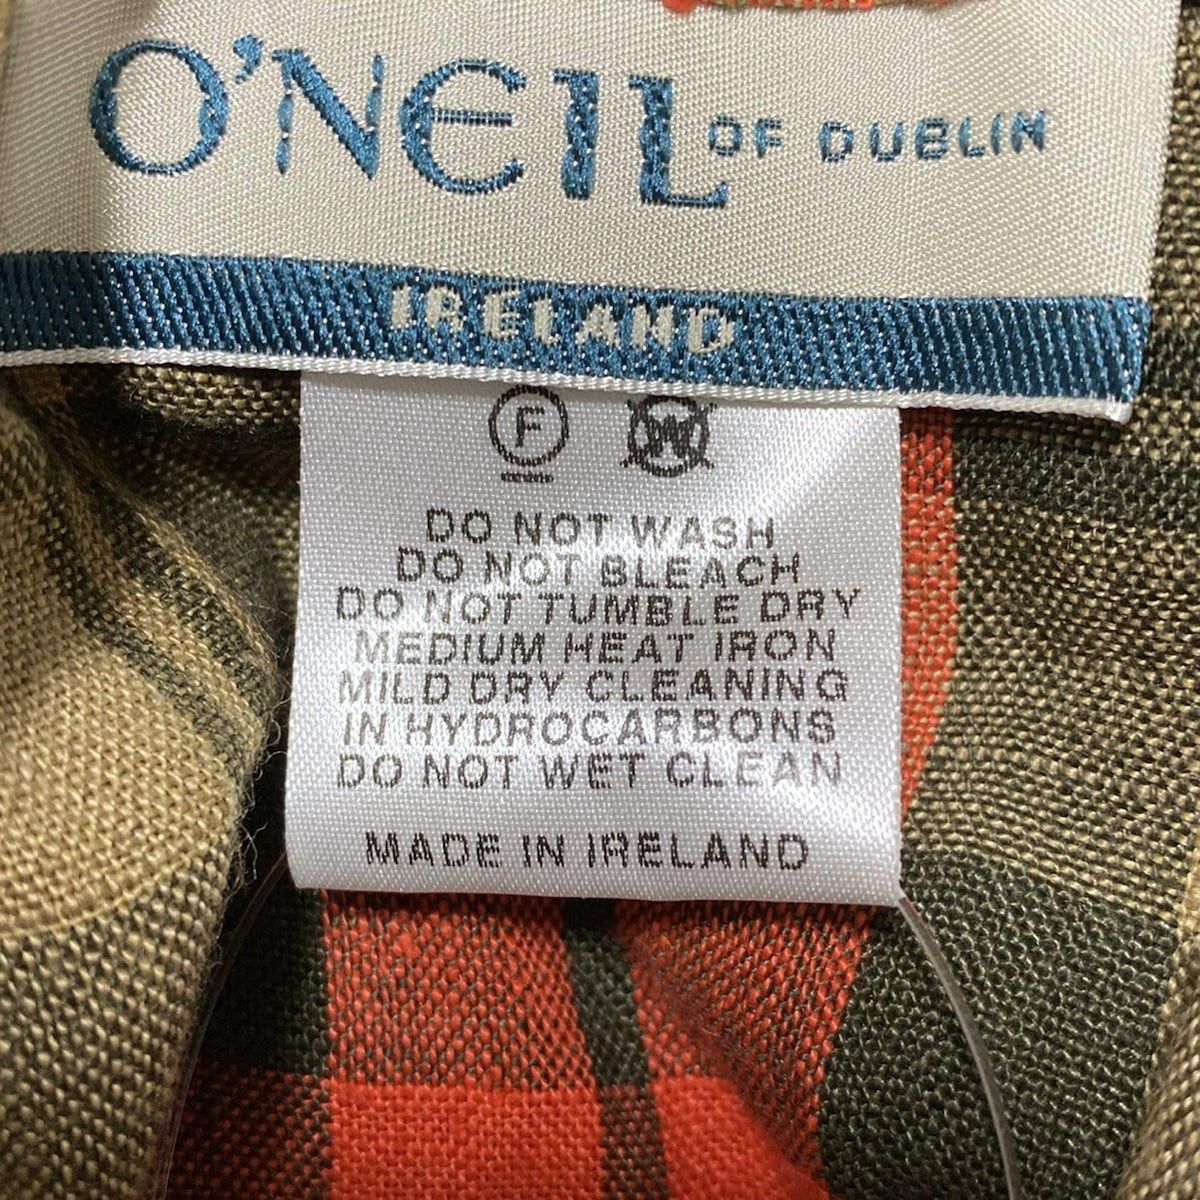 O'NEIL OF DUBLIN
IRELAND
F W
DO NOT WASH
DO NOT BLEACH
DO NOT TUMBLE DRY
MEDIUM HEAT IRON
MILD DRY CLEANING
IN HYDROCARBONS
DO NOT WET CLEAN
MADE IN IRELAND